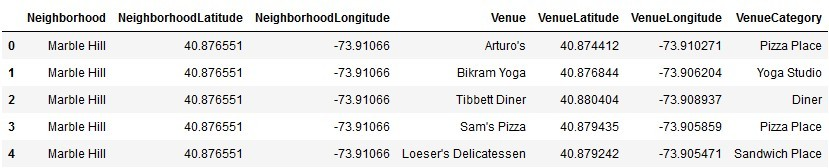 Neighborhood NeighborhoodLatitude NeighborhoodLongitude Venue VenueLatitude VenueLongitude VenueCategory
0 Marble Hill 40.876551 -73.91066 Arturo's 40.874412 -73.910271 Pizza Place
1 Marble Hill 40.876551 -73.91066 Bikram Yoga 40.876844 -73.906204 Yoga Studio
2 Marble Hill 40.876551 -73.91066 Tibbett Diner 40.880404 -73.908937 Diner
3 Marble Hill 40.876551 -73.91066 Sam's Pizza 40.879435 -73.905859 Pizza Place
4 Marble Hill 40.876551 -73.91066 Loeser's Delicatessen 40.879242 -73.905471 Sandwich Place